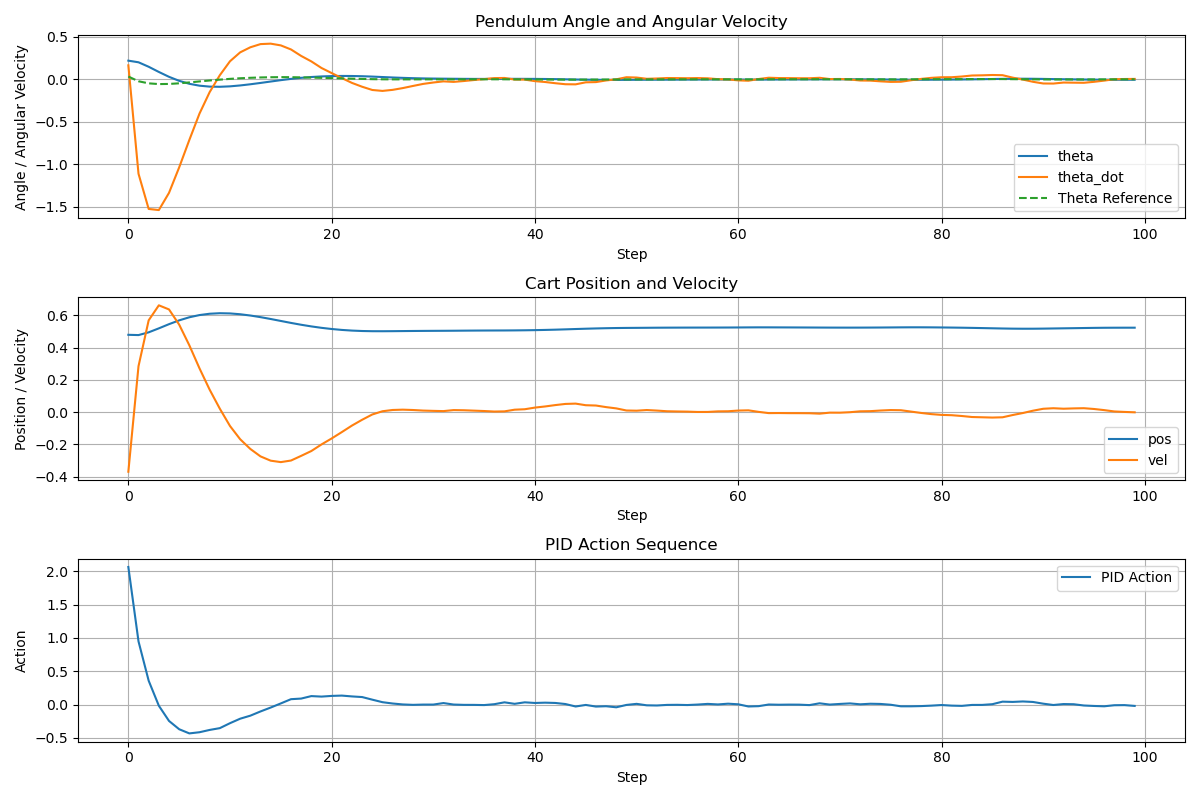 Pendulum Angle and Angular Velocity
Angle / Angular Velocity
0.5
0.0
−0.5
−1.0
−1.5
theta
theta_dot
Theta Reference
0 20 40 60 80 100
Step
Cart Position and Velocity
Position / Velocity
0.6
0.4
0.2
0.0
−0.2
−0.4
pos
vel
0 20 40 60 80 100
Step
PID Action Sequence
Action
2.0
1.5
1.0
0.5
0.0
−0.5
PID Action
0 20 40 60 80 100
Step